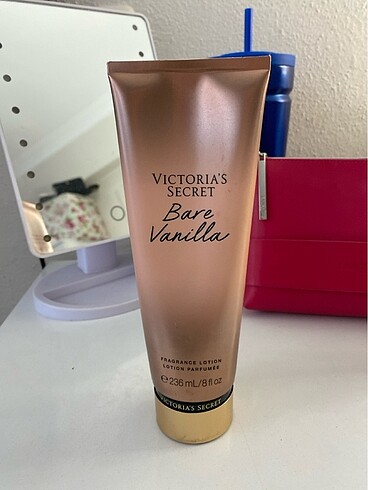 VICTORIA'S
SECRET
Bare
Vanilla
FRAGRANCE LOTION
LOTION PARFUMÉE
℮ 236 mL/8 fl oz
VICTORIA'S SECRET